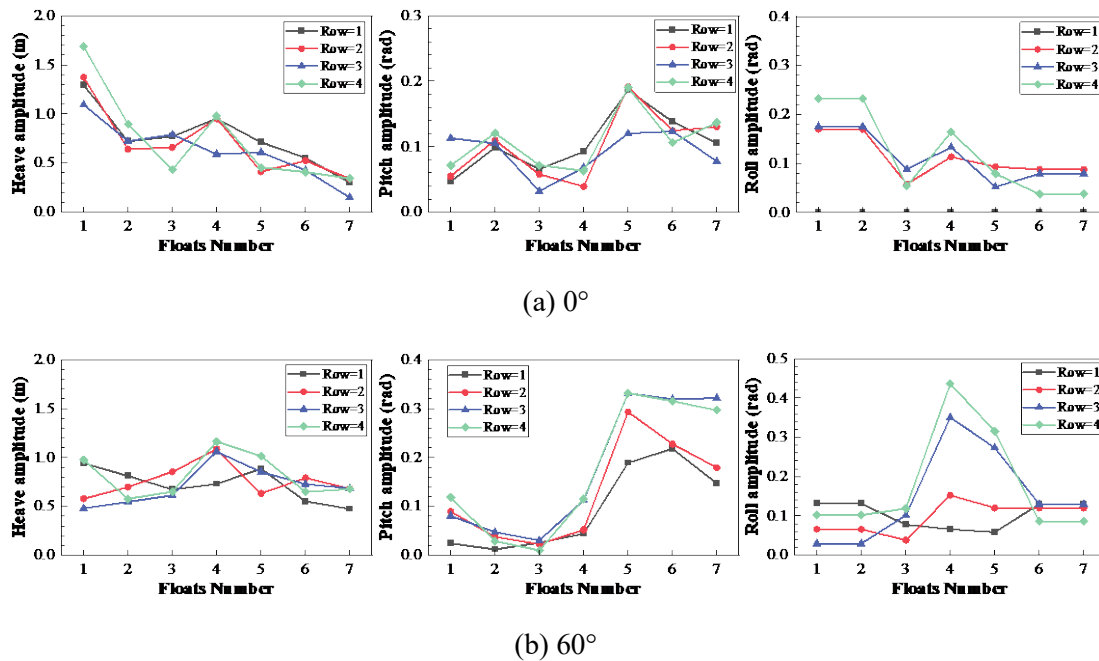 Heave amplitude (m)
2.0
1.5
1.0
0.5
0.0
Row=1
Row=2
Row=3
Row=4
1 2 3 4 5 6 7
Floats Number
Pitch amplitude (rad)
0.3
0.2
0.1
0.0
Row=1
Row=2
Row=3
Row=4
1 2 3 4 5 6 7
Floats Number
Roll amplitude (rad)
0.4
0.3
0.2
0.1
0.0
Row=1
Row=2
Row=3
Row=4
1 2 3 4 5 6 7
Floats Number
(a) 0°
Heave amplitude (m)
2.0
1.5
1.0
0.5
0.0
Row=1
Row=2
Row=3
Row=4
1 2 3 4 5 6 7
Floats Number
Pitch amplitude (rad)
0.4
0.3
0.2
0.1
0.0
Row=1
Row=2
Row=3
Row=4
1 2 3 4 5 6 7
Floats Number
Roll amplitude (rad)
0.5
0.4
0.3
0.2
0.1
0.0
Row=1
Row=2
Row=3
Row=4
1 2 3 4 5 6 7
Floats Number
(b) 60°